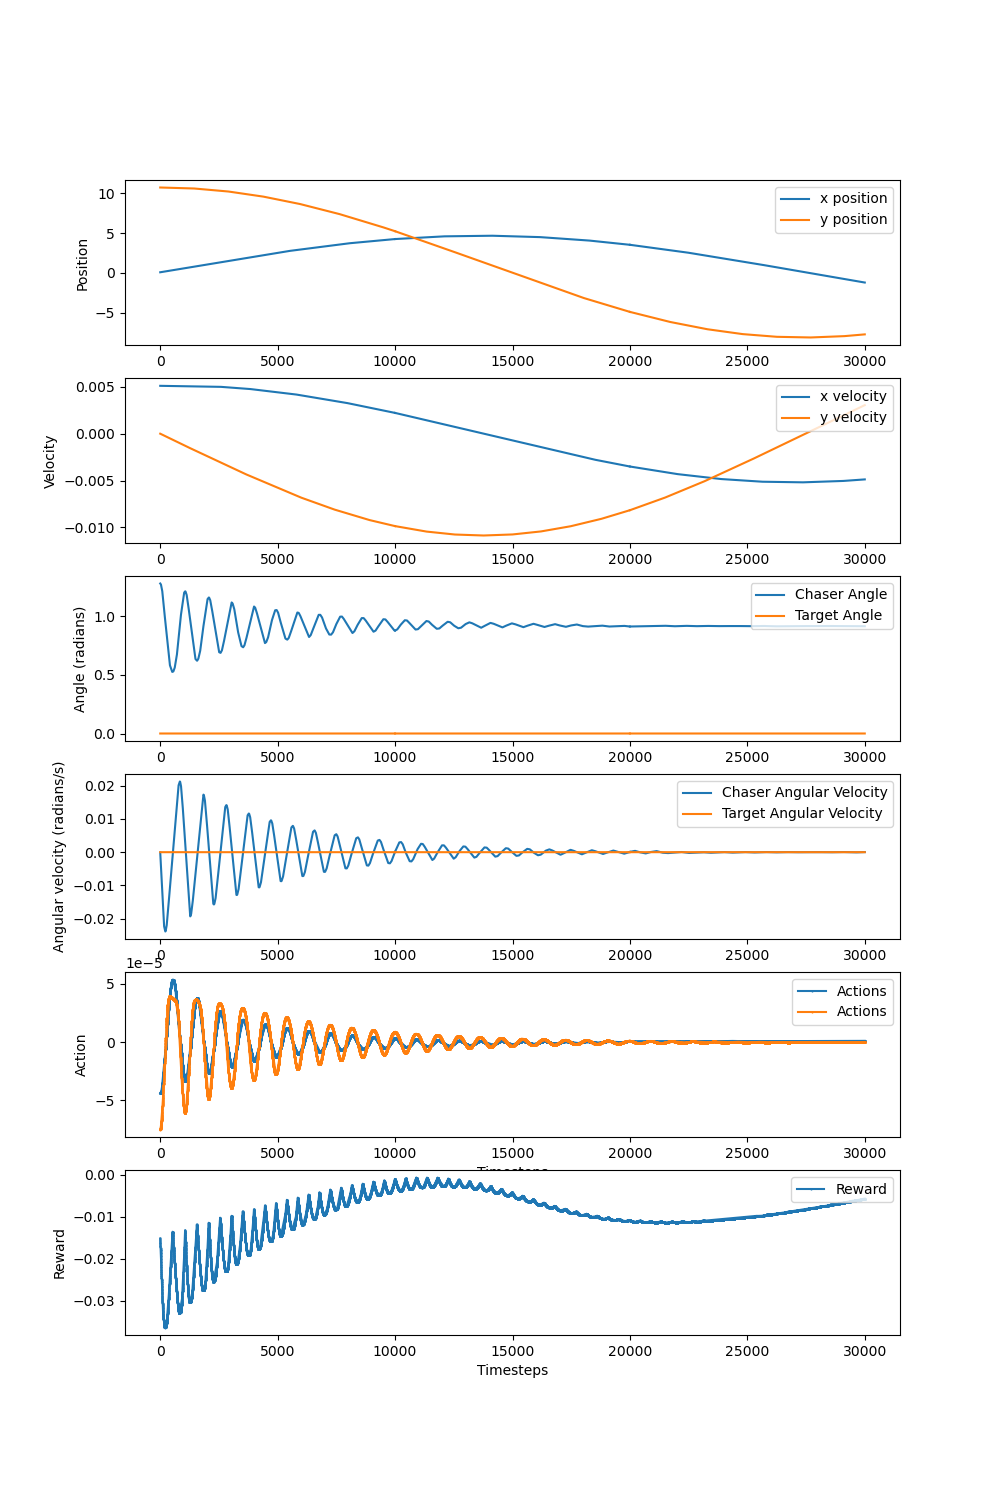 10
5
0
−5
Position
x position
y position
0 5000 10000 15000 20000 25000 30000
0.005
0.000
−0.005
−0.010
Velocity
x velocity
y velocity
0 5000 10000 15000 20000 25000 30000
1.0
0.5
0.0
Angle (radians)
Chaser Angle
Target Angle
0 5000 10000 15000 20000 25000 30000
0.02
0.01
0.00
−0.01
−0.02
Angular velocity (radians/s)
Chaser Angular Velocity
Target Angular Velocity
0 5000 10000 15000 20000 25000 30000
1e−5
5
0
−5
Action
Actions
Actions
0 5000 10000 15000 20000 25000 30000
Timesteps
0.00
−0.01
−0.02
−0.03
Reward
Reward
0 5000 10000 15000 20000 25000 30000
Timesteps